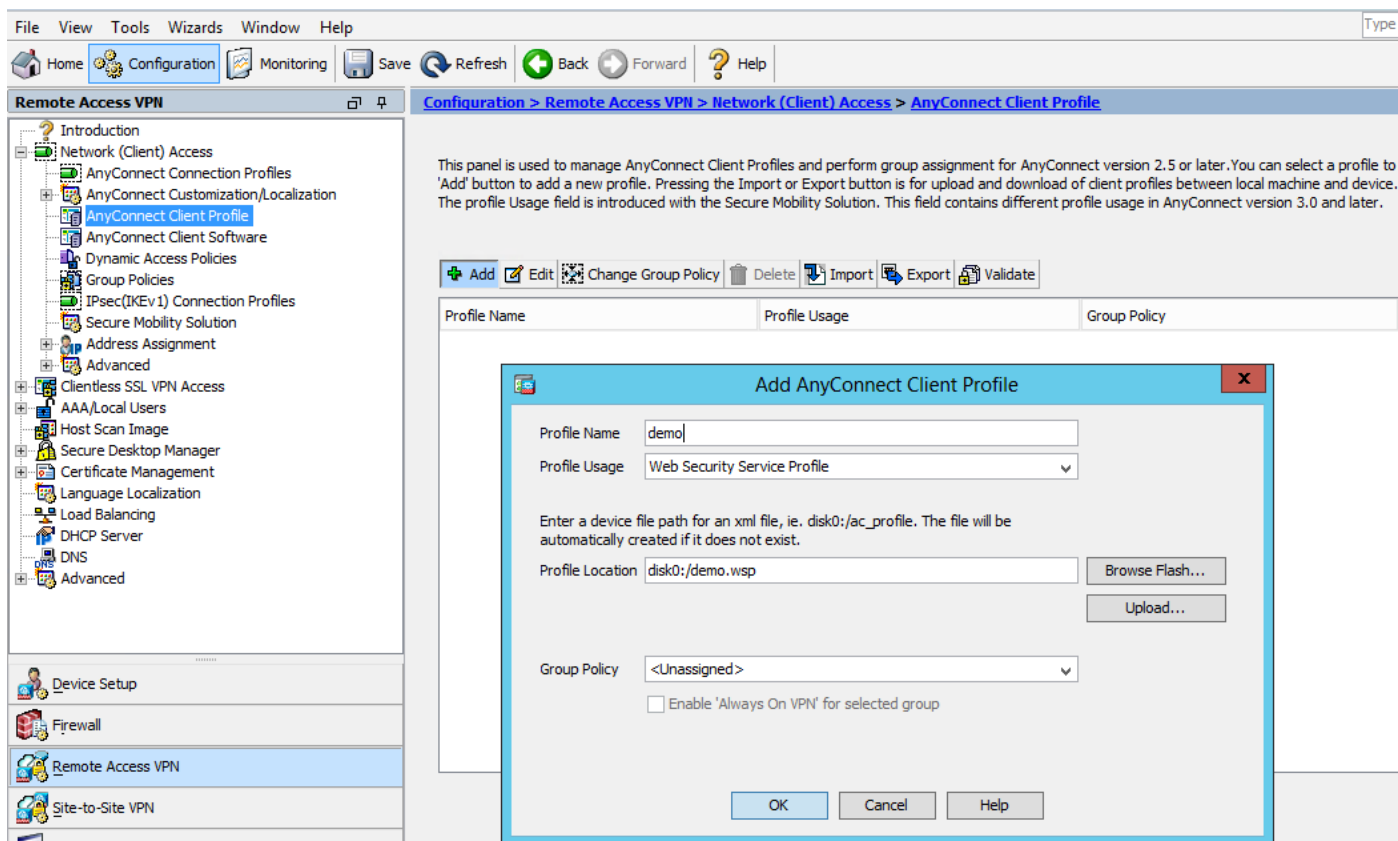 File View Tools Wizards Window Help
Type
Home Configuration Monitoring Save Refresh Back Forward Help
Remote Access VPN
Configuration > Remote Access VPN > Network (Client) Access > AnyConnect Client Profile
Introduction
Network (Client) Access
AnyConnect Connection Profiles
AnyConnect Customization/Localization
AnyConnect Client Profile
AnyConnect Client Software
Dynamic Access Policies
Group Policies
IPsec(IKEv1) Connection Profiles
Secure Mobility Solution
Address Assignment
Advanced
Clientless SSL VPN Access
AAA/Local Users
Host Scan Image
Secure Desktop Manager
Certificate Management
Language Localization
Load Balancing
DHCP Server
DNS
Advanced
Device Setup
Firewall
Remote Access VPN
Site-to-Site VPN
This panel is used to manage AnyConnect Client Profiles and perform group assignment for AnyConnect version 2.5 or later.You can select a profile to
'Add' button to add a new profile. Pressing the Import or Export button is for upload and download of client profiles between local machine and device.
The profile Usage field is introduced with the Secure Mobility Solution. This field contains different profile usage in AnyConnect version 3.0 and later.
Add Edit Change Group Policy Delete Import Export Validate
Profile Name Profile Usage Group Policy
Add AnyConnect Client Profile
x
Profile Name demo
Profile Usage Web Security Service Profile
Enter a device file path for an xml file, ie. disk0:/ac_profile. The file will be
automatically created if it does not exist.
Profile Location disk0:/demo.wsp Browse Flash...
Upload...
Group Policy <Unassigned>
Enable 'Always On VPN' for selected group
OK Cancel Help